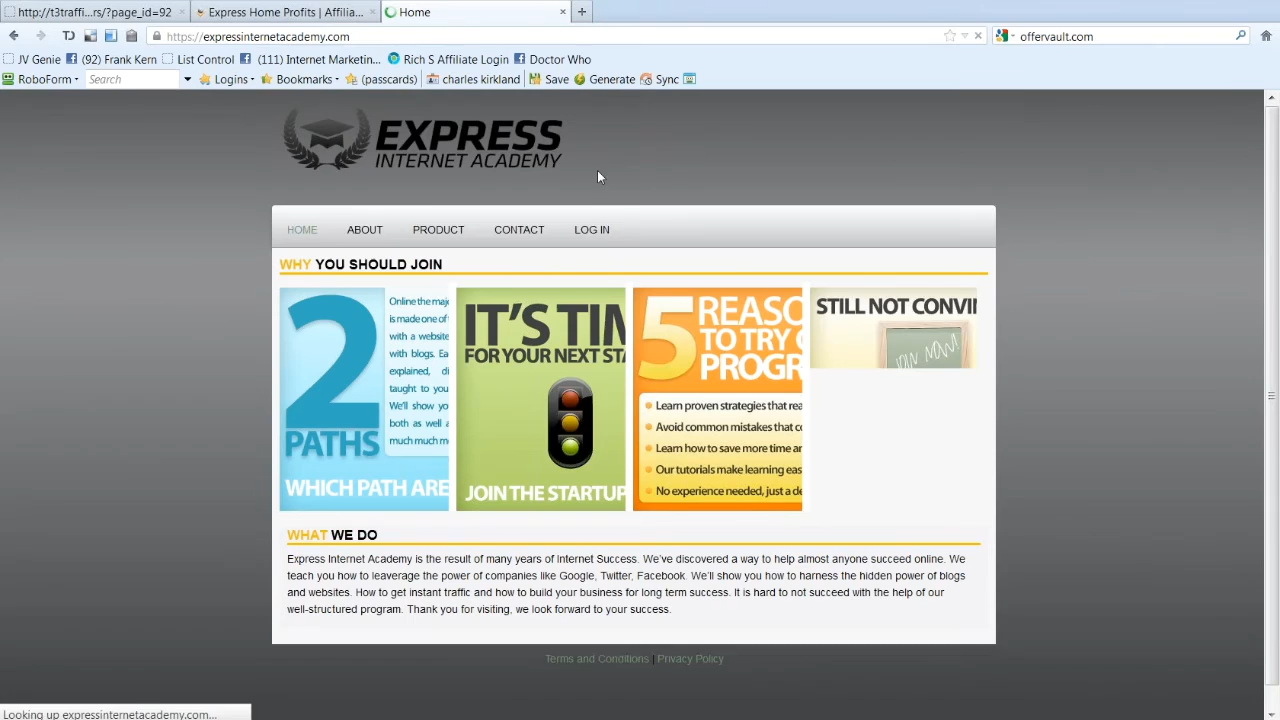 http://t3traffi...rs/?page_id=92
Express Home Profits | Affilia...
Home
https://expressinternetacademy.com
offervault.com
JV Genie
(92) Frank Kern
List Control
(111) Internet Marketin...
Rich S Affiliate Login
Doctor Who
RoboForm
Search
Logins
Bookmarks
(passcards)
charles kirkland
Save
Generate
Sync
EXPRESS
INTERNET ACADEMY
HOME
ABOUT
PRODUCT
CONTACT
LOG IN
WHY YOU SHOULD JOIN
2
PATHS
Online the maj
is made one of
with a website
with blogs. Ea
explained, di
taught to you
We'll show yo
both as well a
much much m
WHICH PATH ARE
IT'S TIM
FOR YOUR NEXT STA
JOIN THE STARTUP
5 REASO
TO TRY O
PROGR
Learn proven strategies that rea
Avoid common mistakes that co
Learn how to save more time an
Our tutorials make learning eas
No experience needed, just a de
STILL NOT CONVIN
JOIN NOW!
WHAT WE DO
Express Internet Academy is the result of many years of Internet Success. We've discovered a way to help almost anyone succeed online. We
teach you how to leaverage the power of companies like Google, Twitter, Facebook. We'll show you how to harness the hidden power of blogs
and websites. How to get instant traffic and how to build your business for long term success. It is hard to not succeed with the help of our
well-structured program. Thank you for visiting, we look forward to your success.
Terms and Conditions | Privacy Policy
Looking up expressinternetacademy.com...